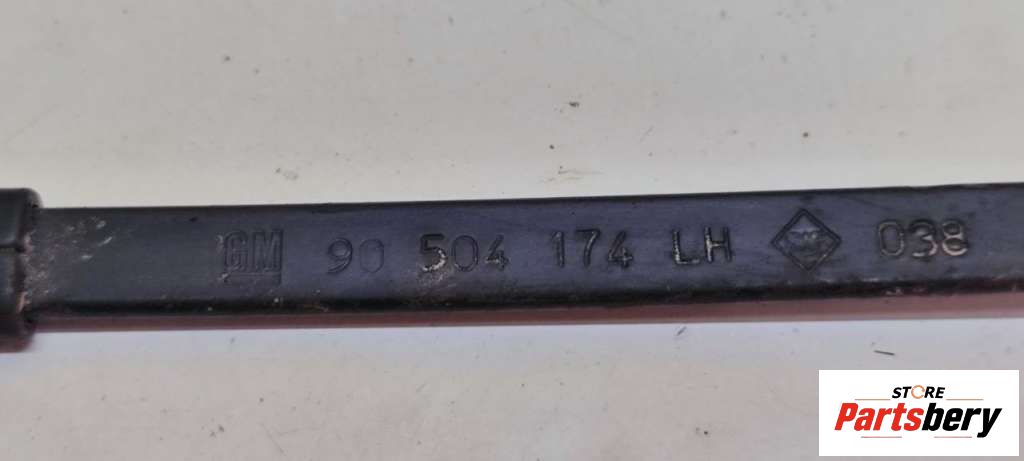 GM 90 504 174 LH 038
STORE
Partsbery